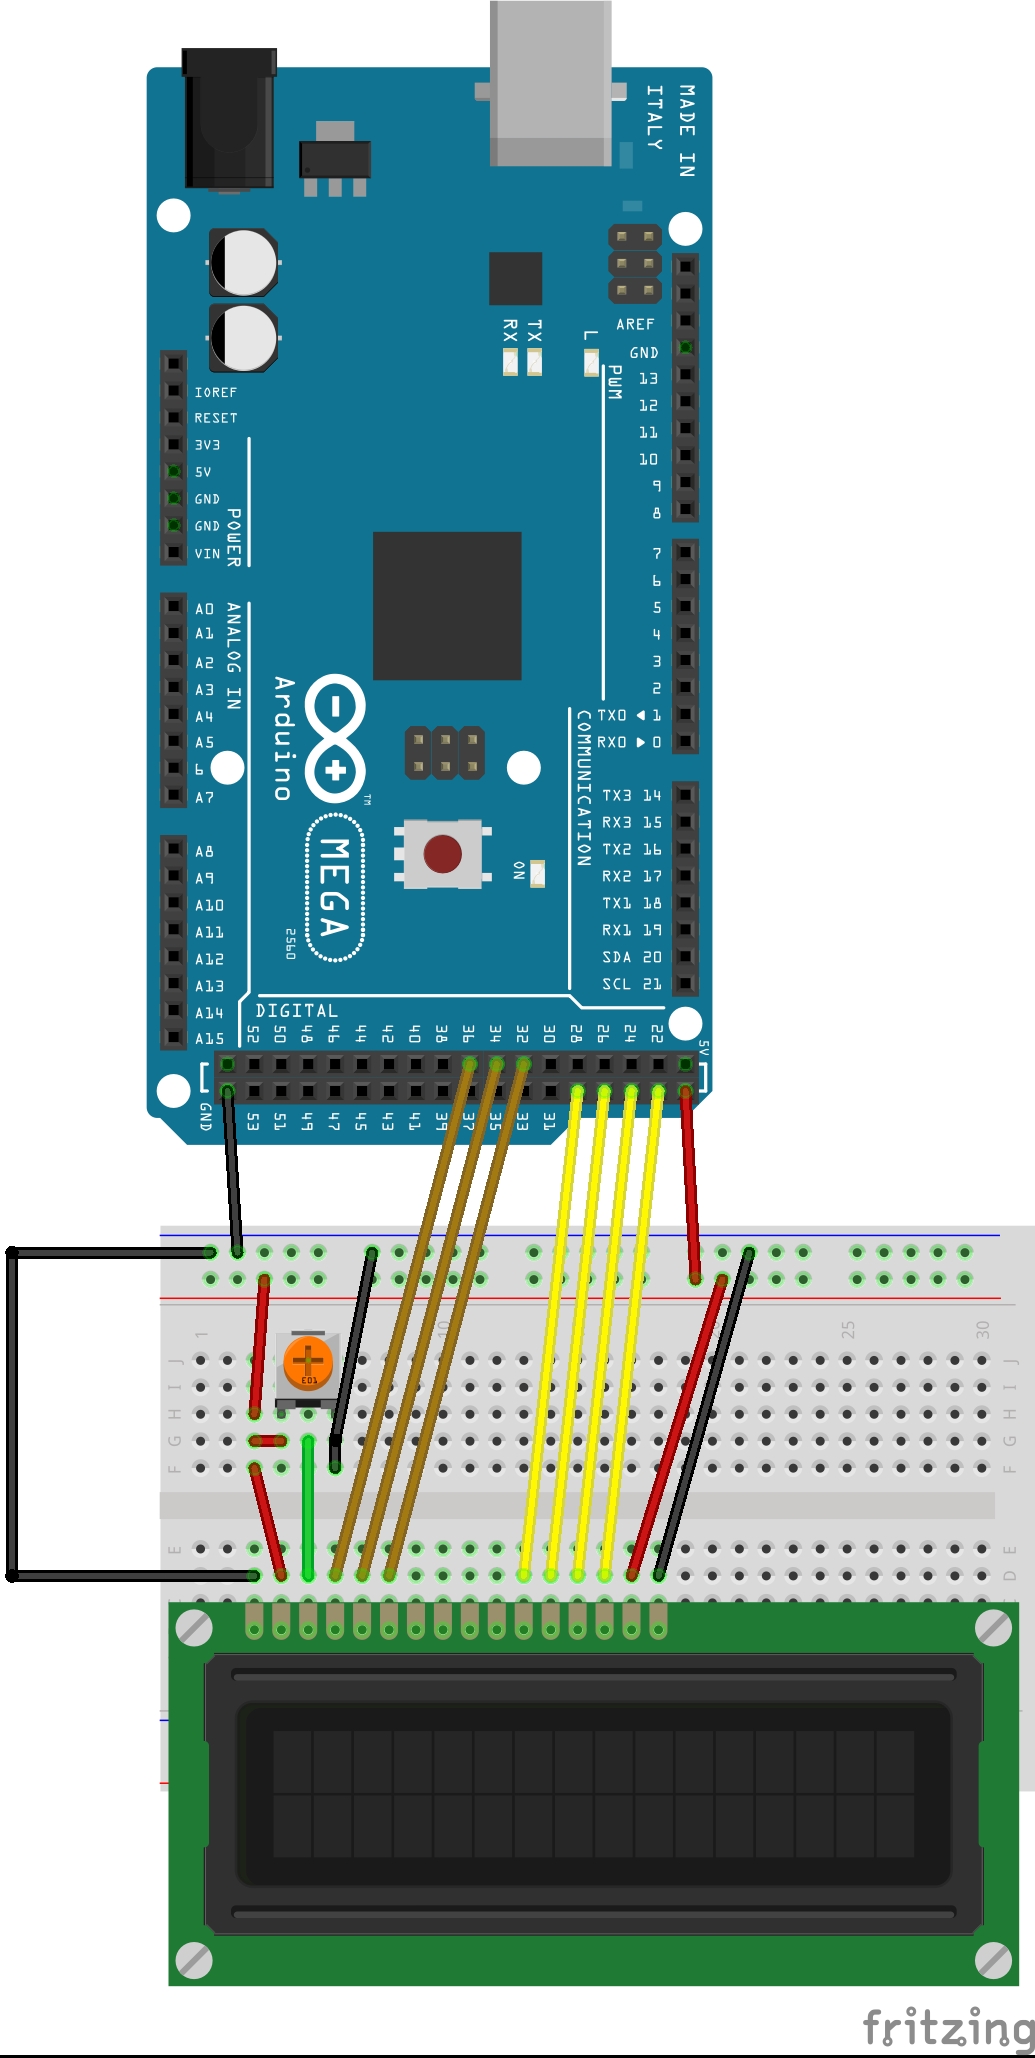 MADE IN
ITALY
RX
TX
L
AREF
GND
13
12
11
10
9
8
PWM
IOREF
RESET
3V3
5V
GND
GND
VIN
POWER
7
6
5
4
3
2
TX0 ◀ 1
RX0 ▶ 0
A0
A1
A2
A3
A4
A5
6
A7
ANALOG IN
Arduino
TM
MEGA
2560
ON
COMMUNICATION
TX3 14
RX3 15
TX2 16
RX2 17
TX1 18
RX1 19
SDA 20
SCL 21
A8
A9
A10
A11
A12
A13
A14
A15
DIGITAL
52 50 48 46 44 42 40 38 36 34 32 30 28 26 24 22
5V
GND
53 51 49 47 45 43 41 39 37 35 33 31
1 10 25 30
J J
I I
H H
G G
F F
E E
D
E01
fritzing